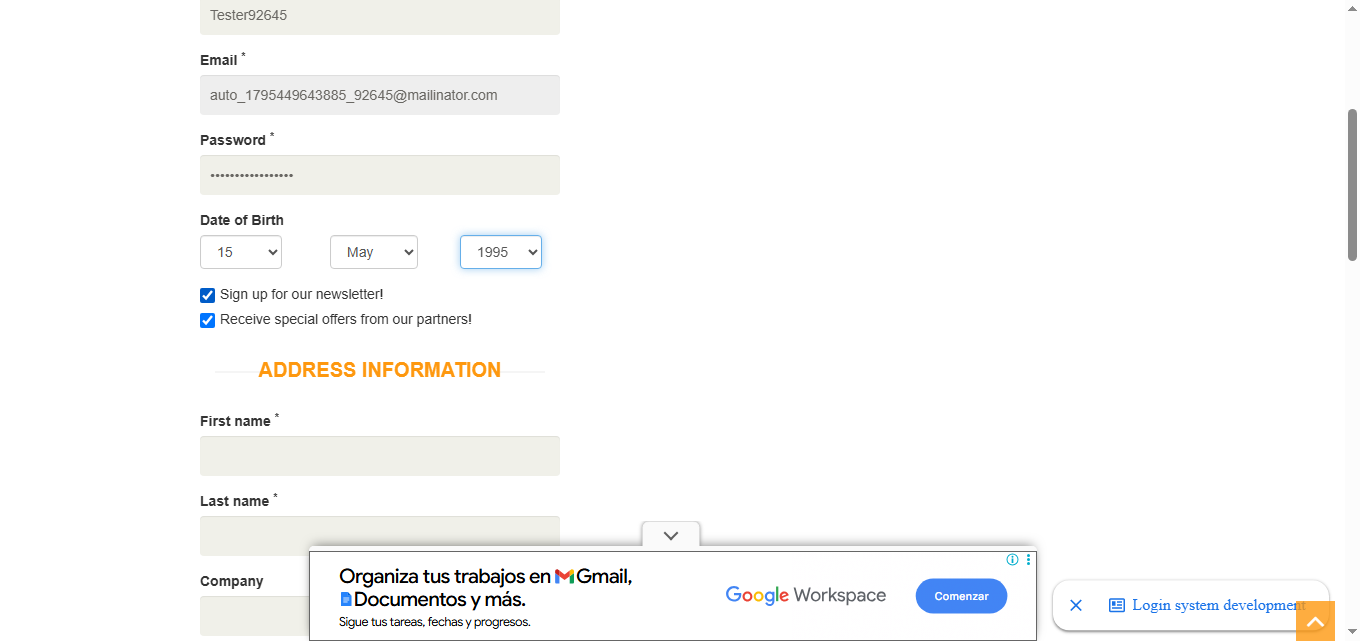 Tester92645
Email *
auto_1795449643885_92645@mailinator.com
Password *
•••••••••••••••••
Date of Birth
15 May 1995
Sign up for our newsletter!
Receive special offers from our partners!
ADDRESS INFORMATION
First name *
Last name *
Company
Organiza tus trabajos en Gmail,
Documentos y más.
Sigue tus tareas, fechas y progresos.
Google Workspace
Comenzar
Login system development